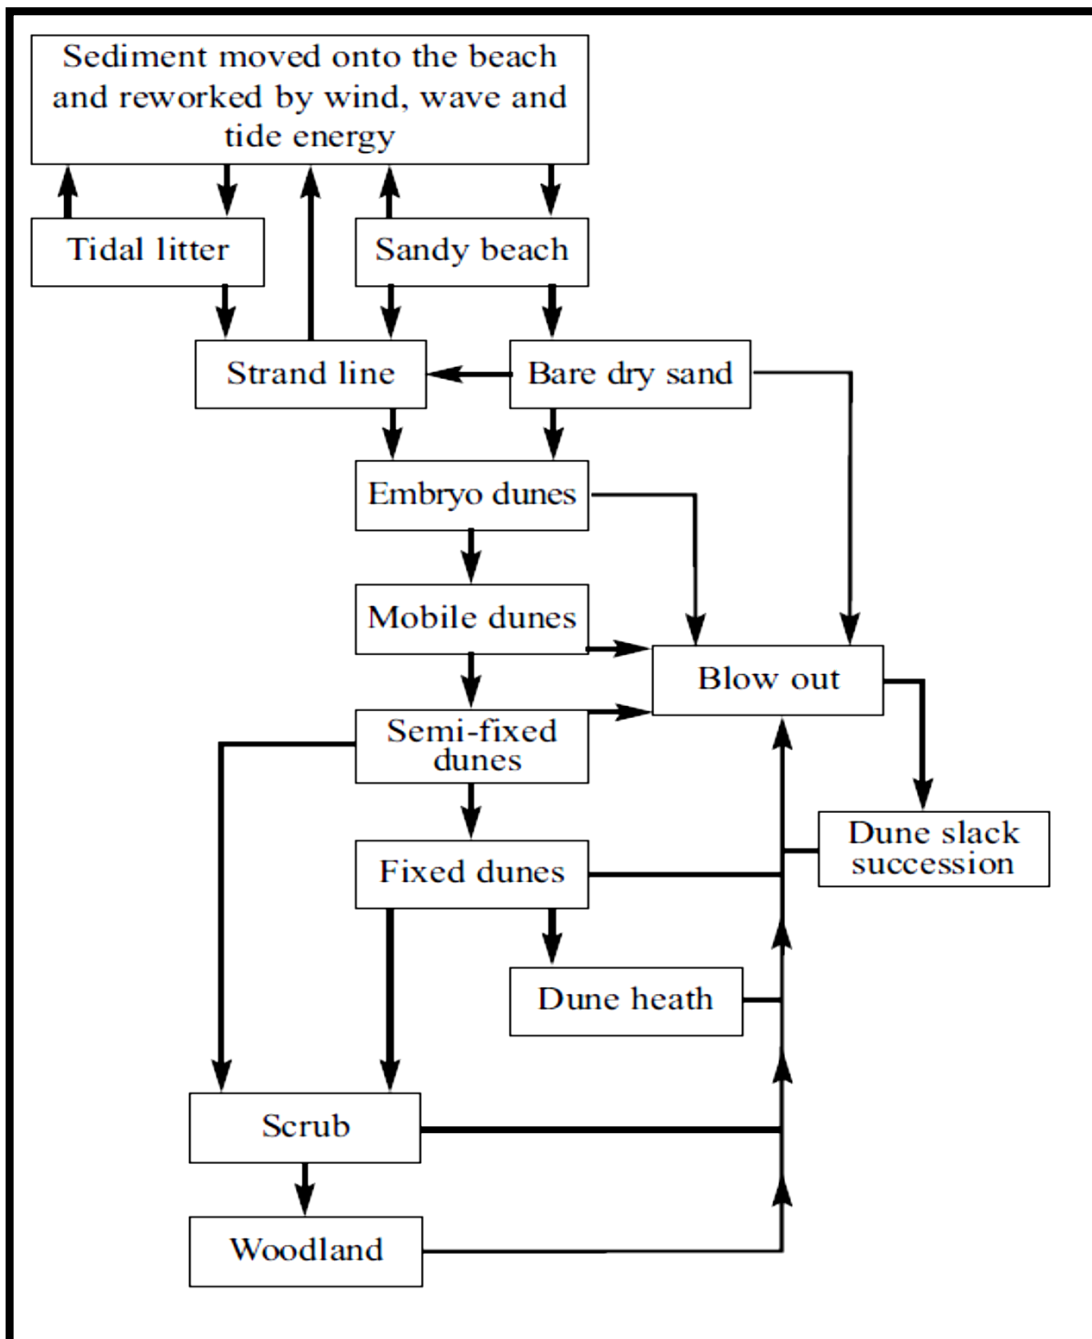 Sediment moved onto the beach
and reworked by wind, wave and
tide energy
Tidal litter
Sandy beach
Strand line
Bare dry sand
Embryo dunes
Mobile dunes
Blow out
Semi-fixed
dunes
Dune slack
succession
Fixed dunes
Dune heath
Scrub
Woodland